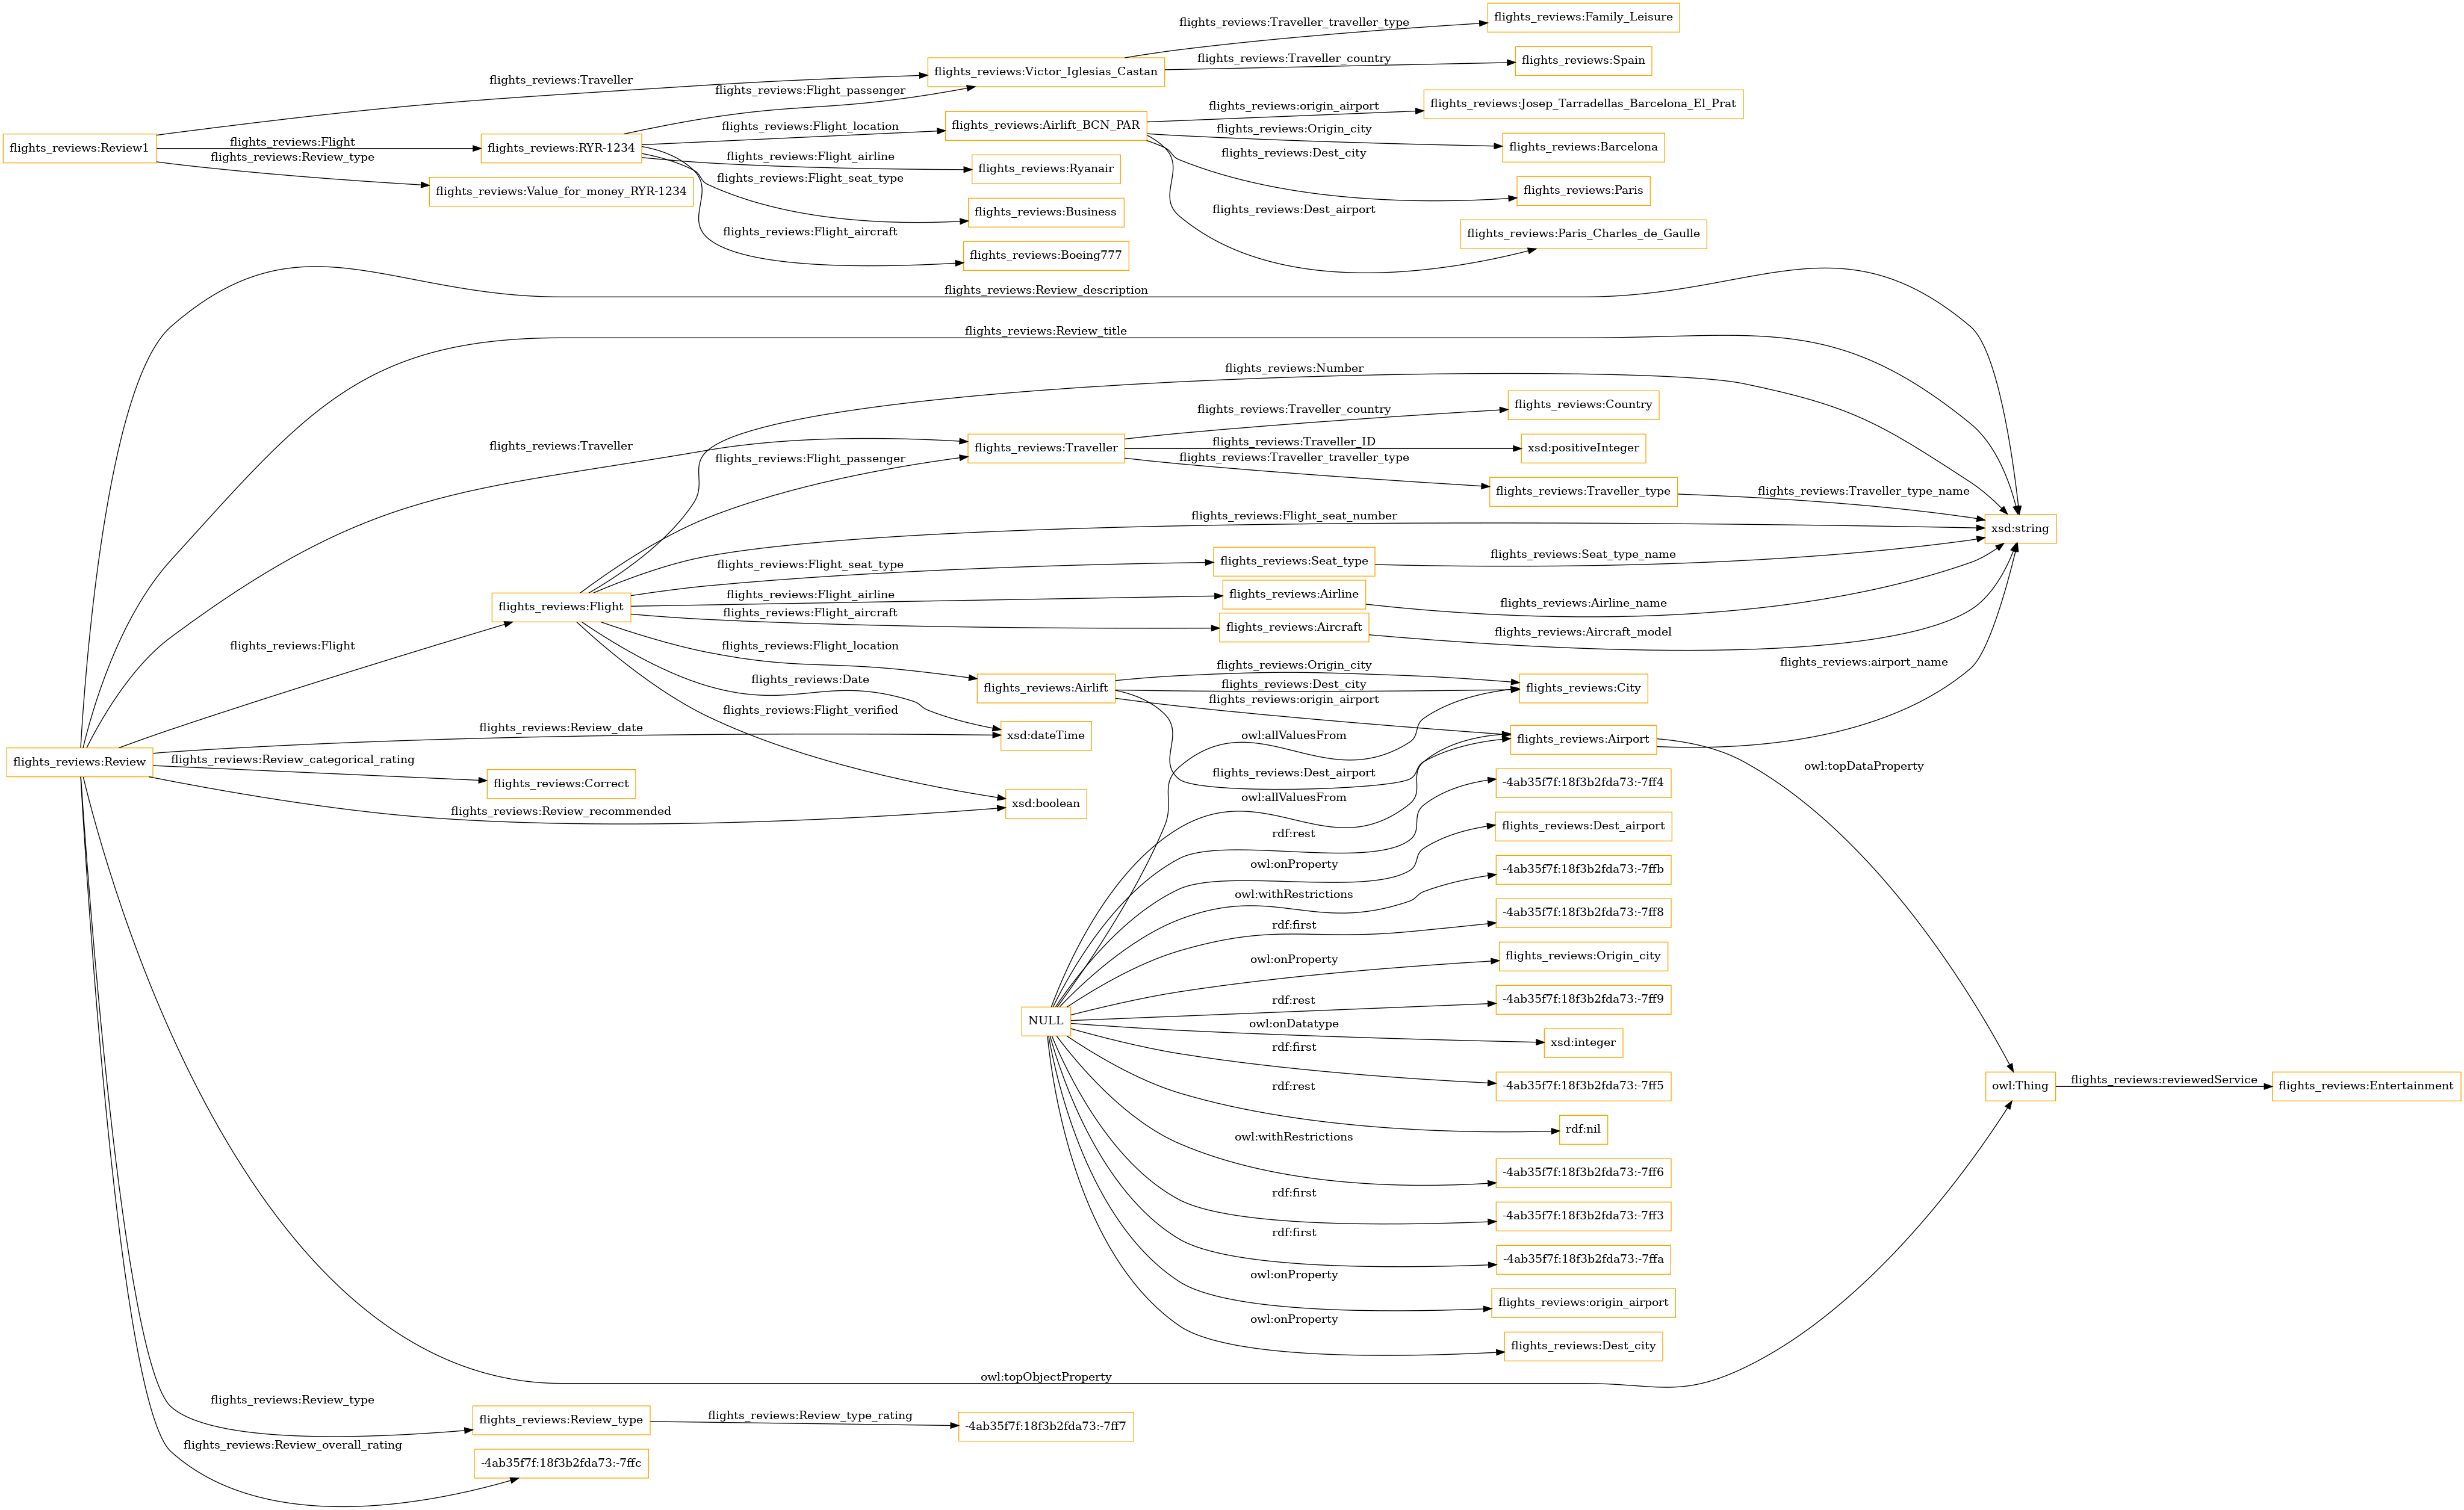 flights_reviews:Family_Leisure
flights_reviews:Traveller_traveller_type
flights_reviews:Spain
flights_reviews:Traveller_country
flights_reviews:Victor_Iglesias_Castan
flights_reviews:Traveller
flights_reviews:Flight_passenger
flights_reviews:Josep_Tarradellas_Barcelona_El_Prat
flights_reviews:origin_airport
flights_reviews:Airlift_BCN_PAR
flights_reviews:Flight_location
flights_reviews:Origin_city
flights_reviews:Review1
flights_reviews:Flight
flights_reviews:RYR-1234
flights_reviews:Barcelona
flights_reviews:Review_type
flights_reviews:Flight_airline
flights_reviews:Ryanair
flights_reviews:Dest_city
flights_reviews:Value_for_money_RYR-1234
flights_reviews:Flight_seat_type
flights_reviews:Paris
flights_reviews:Business
flights_reviews:Dest_airport
flights_reviews:Flight_aircraft
flights_reviews:Paris_Charles_de_Gaulle
flights_reviews:Boeing777
flights_reviews:Review_description
flights_reviews:Review_title
flights_reviews:Number
flights_reviews:Traveller_country
flights_reviews:Country
flights_reviews:Traveller
flights_reviews:Traveller
flights_reviews:Traveller_ID
xsd:positiveInteger
flights_reviews:Flight_passenger
flights_reviews:Traveller_traveller_type
flights_reviews:Traveller_type
flights_reviews:Traveller_type_name
flights_reviews:Flight_seat_number
xsd:string
flights_reviews:Flight_seat_type
flights_reviews:Seat_type
flights_reviews:Seat_type_name
flights_reviews:Flight
flights_reviews:Flight_airline
flights_reviews:Airline
flights_reviews:Airline_name
flights_reviews:Flight_aircraft
flights_reviews:Aircraft
flights_reviews:Aircraft_model
flights_reviews:Flight
flights_reviews:Flight_location
flights_reviews:Origin_city
flights_reviews:airport_name
flights_reviews:Date
flights_reviews:Airlift
flights_reviews:Dest_city
flights_reviews:City
flights_reviews:origin_airport
flights_reviews:Flight_verified
flights_reviews:Review_date
xsd:dateTime
owl:allValuesFrom
flights_reviews:Airport
flights_reviews:Review
flights_reviews:Review_categorical_rating
flights_reviews:Correct
flights_reviews:Dest_airport
owl:topDataProperty
-4ab35f7f:18f3b2fda73:-7ff4
flights_reviews:Review_recommended
xsd:boolean
owl:allValuesFrom
rdf:rest
flights_reviews:Dest_airport
owl:onProperty
-4ab35f7f:18f3b2fda73:-7ffb
owl:withRestrictions
-4ab35f7f:18f3b2fda73:-7ff8
rdf:first
flights_reviews:Origin_city
owl:onProperty
rdf:rest
-4ab35f7f:18f3b2fda73:-7ff9
NULL
owl:onDatatype
xsd:integer
rdf:first
-4ab35f7f:18f3b2fda73:-7ff5
owl:Thing
flights_reviews:reviewedService
flights_reviews:Entertainment
rdf:rest
rdf:nil
owl:withRestrictions
-4ab35f7f:18f3b2fda73:-7ff6
rdf:first
-4ab35f7f:18f3b2fda73:-7ff3
rdf:first
-4ab35f7f:18f3b2fda73:-7ffa
owl:onProperty
flights_reviews:origin_airport
owl:onProperty
flights_reviews:Dest_city
owl:topObjectProperty
flights_reviews:Review_type
flights_reviews:Review_type
flights_reviews:Review_type_rating
-4ab35f7f:18f3b2fda73:-7ff7
flights_reviews:Review_overall_rating
-4ab35f7f:18f3b2fda73:-7ffc